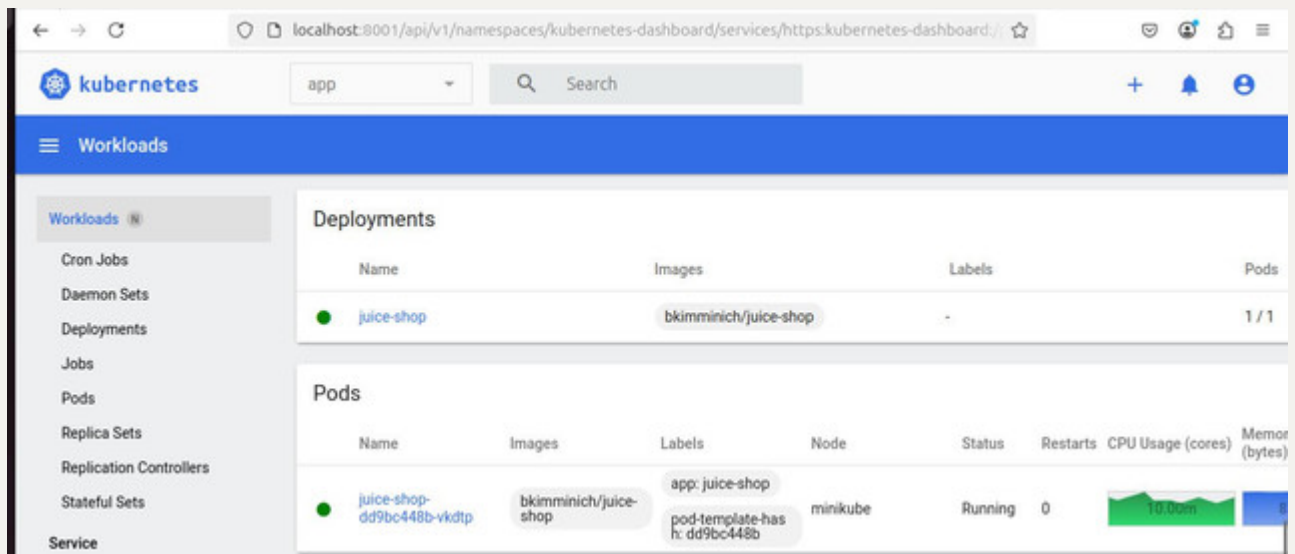 localhost:8001/api/v1/namespaces/kubernetes-dashboard/services/https:kubernetes-dashboard:/
kubernetes
app
Search
Workloads
Workloads N
Cron Jobs
Daemon Sets
Deployments
Jobs
Pods
Replica Sets
Replication Controllers
Stateful Sets
Service
Deployments
Name Images Labels Pods
juice-shop bkimminich/juice-shop - 1 / 1
Pods
Name Images Labels Node Status Restarts CPU Usage (cores) Memor
(bytes)
juice-shop-
dd9bc448b-vkdtp
bkimminich/juice-
shop
app: juice-shop
pod-template-has
h: dd9bc448b
minikube Running 0 10.00m 8